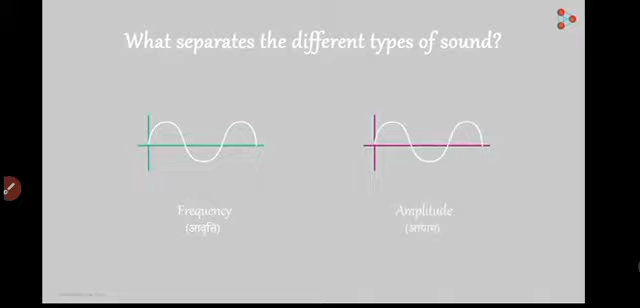 What separates the different types of sound?
Frequency
(आवृत्ति)
Amplitude
(आयाम)